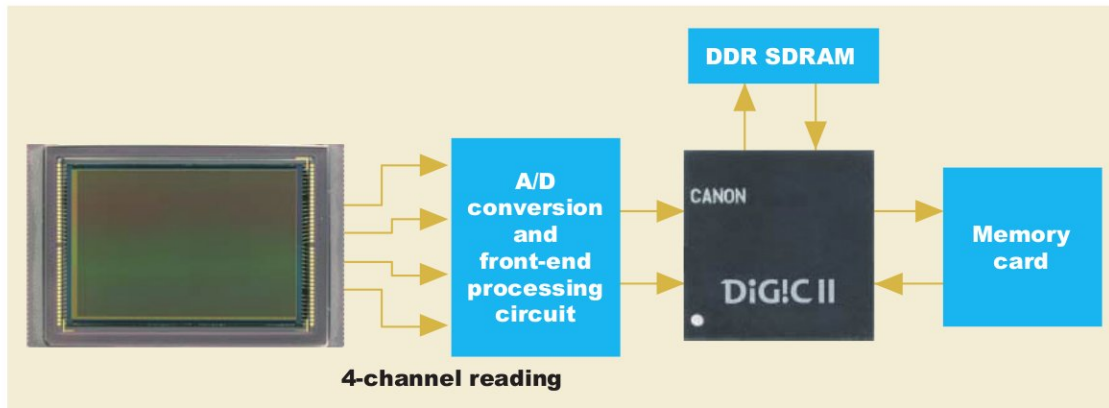 DDR SDRAM
A/D
conversion
and
front-end
processing
circuit
CANON
DiG!C II
Memory
card
4-channel reading